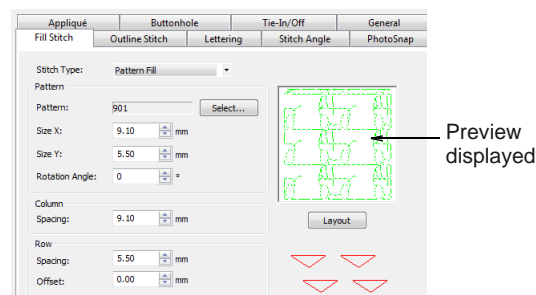 Appliqué Buttonhole Tie-In/Off General
Fill Stitch Outline Stitch Lettering Stitch Angle PhotoSnap
Stitch Type: Pattern Fill
Pattern
Pattern: 901 Select...
Size X: 9.10 mm
Size Y: 5.50 mm
Rotation Angle: 0 °
Column
Spacing: 9.10 mm
Layout
Row
Spacing: 5.50 mm
Offset: 0.00 mm
Preview
displayed